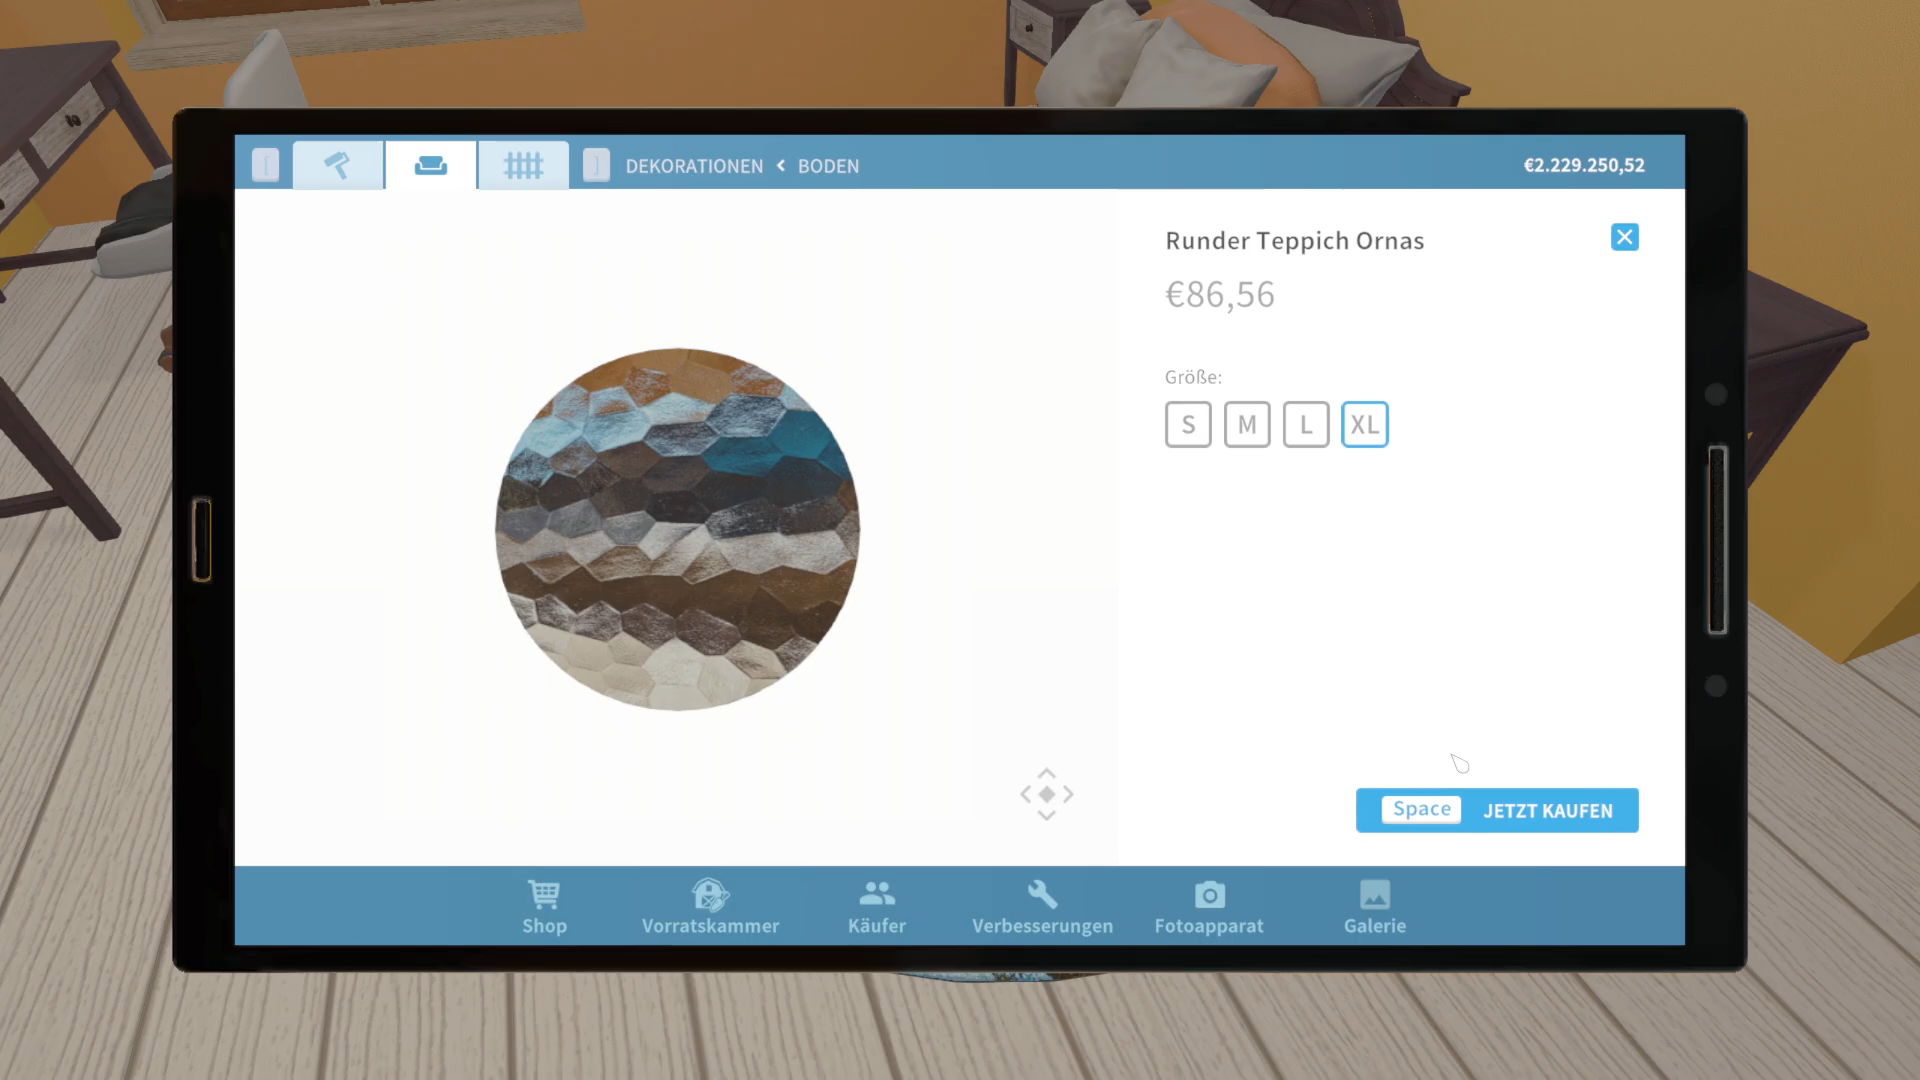 [ ] DEKORATIONEN < BODEN €2.229.250,52
Runder Teppich Ornas
€86,56
Größe:
S M L XL
Space JETZT KAUFEN
Shop Vorratskammer Käufer Verbesserungen Fotoapparat Galerie